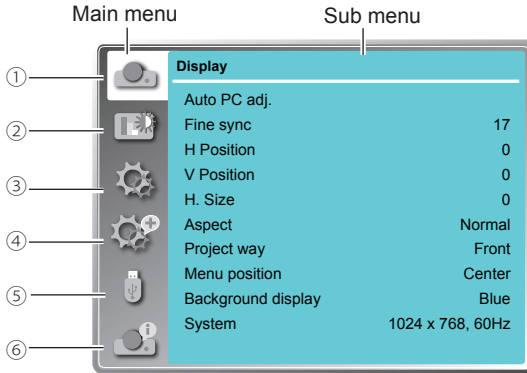 Main menu Sub menu
① Display
Auto PC adj.
② Fine sync 17
H Position 0
V Position 0
③ H. Size 0
④ Aspect Normal
Project way Front
Menu position Center
⑤ Background display Blue
System 1024 x 768, 60Hz
⑥